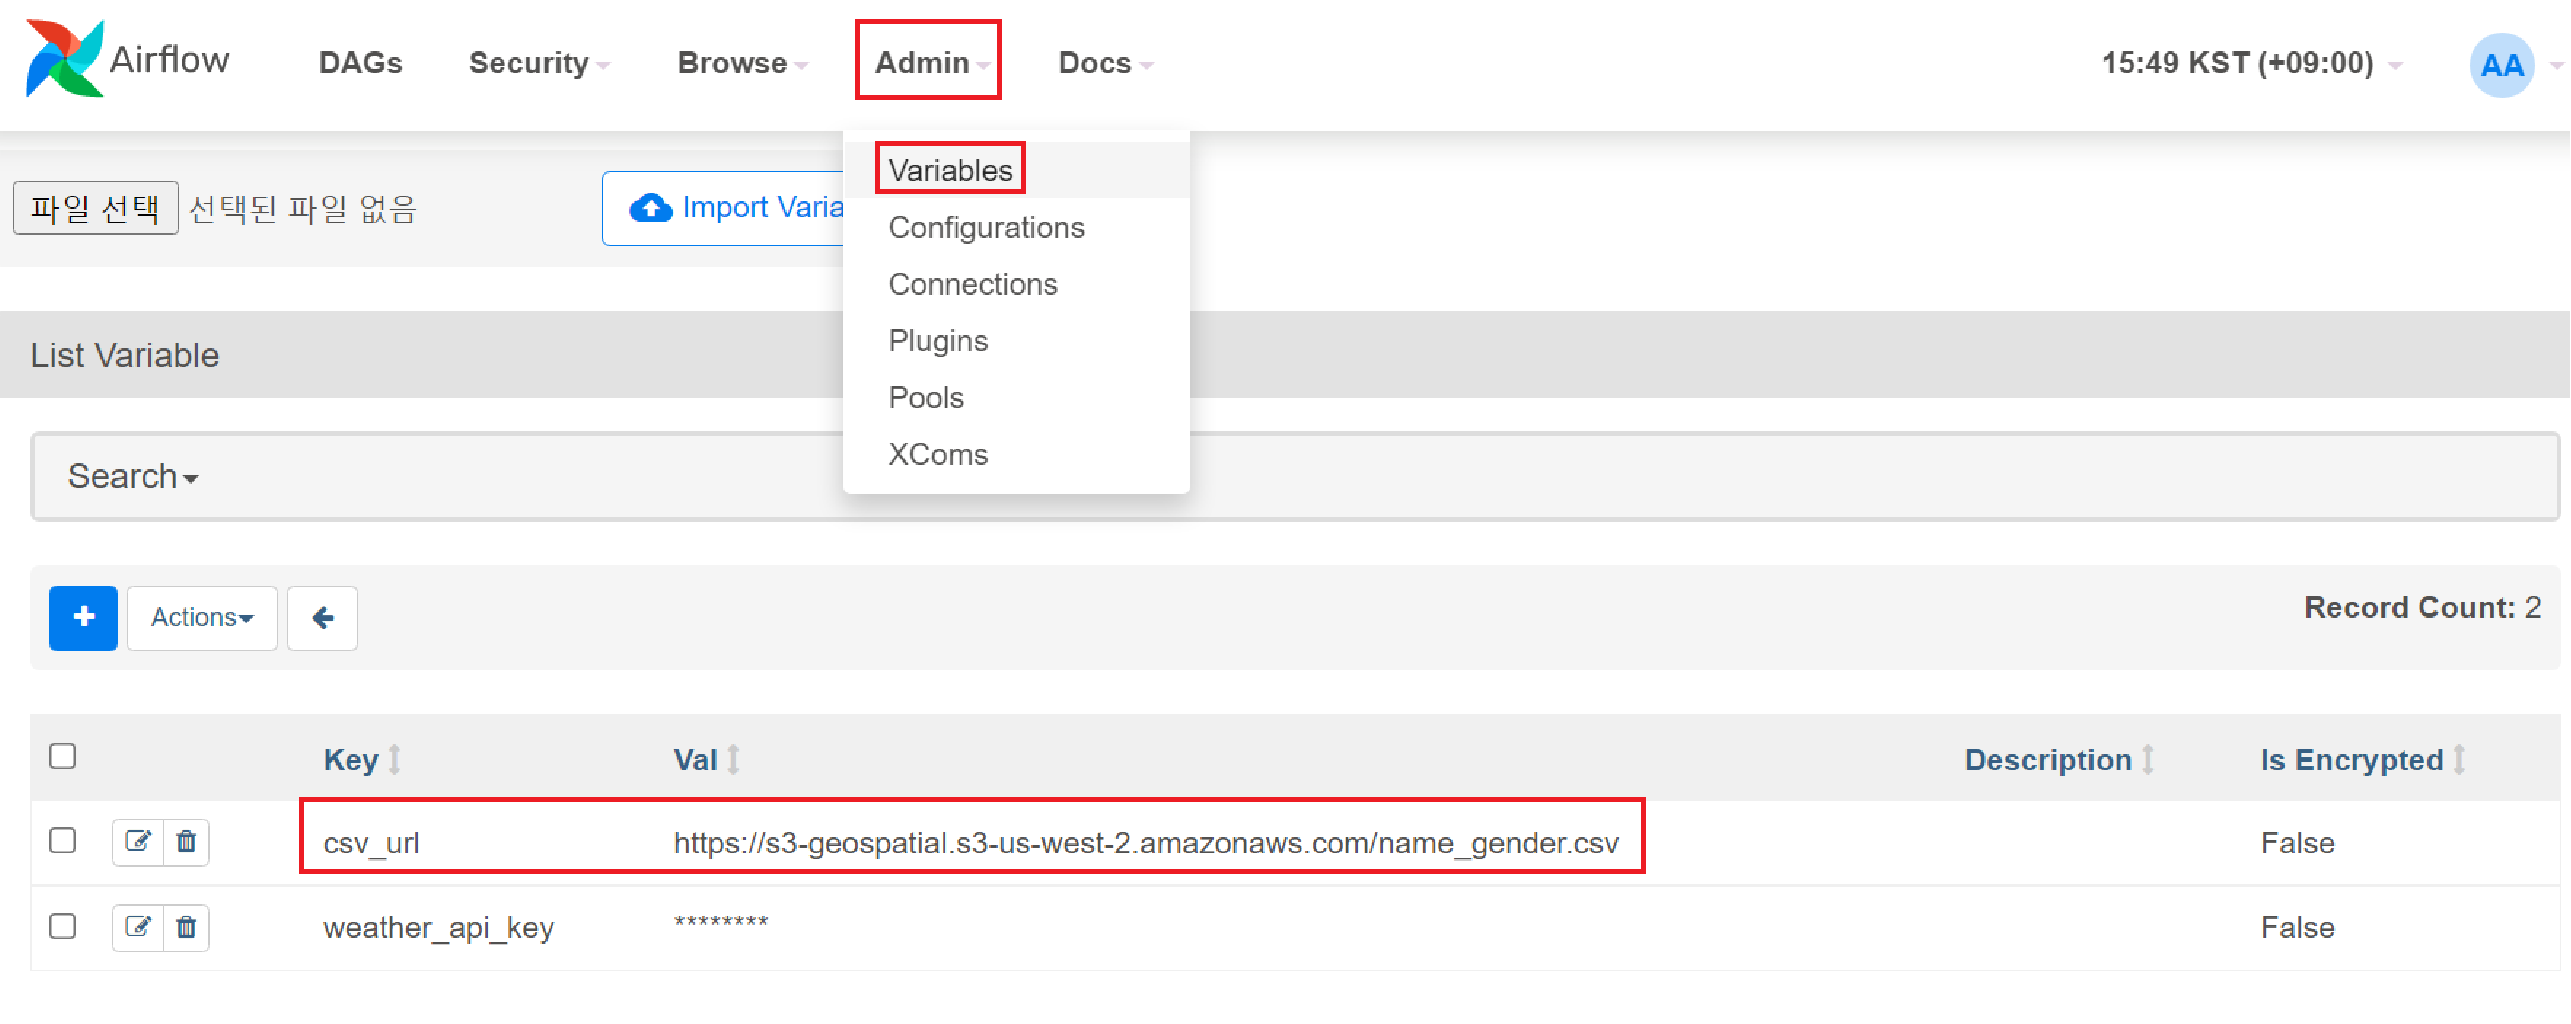 Airflow DAGs Security Browse Admin Docs 15:49 KST (+09:00) AA
파일 선택 선택된 파일 없음 Import Varia
Variables
Configurations
Connections
Plugins
Pools
XComs
List Variable
Search
Actions Record Count: 2
Key Val Description Is Encrypted
csv_url https://s3-geospatial.s3-us-west-2.amazonaws.com/name_gender.csv False
weather_api_key ******** False